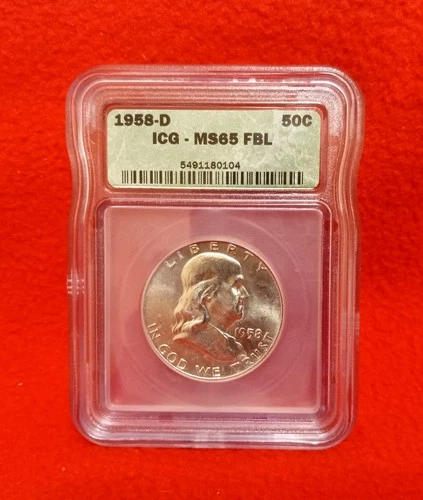 1958-D 50C
ICG - MS65 FBL
5491180104
LIBERTY
1958
IN GOD WE TRUST